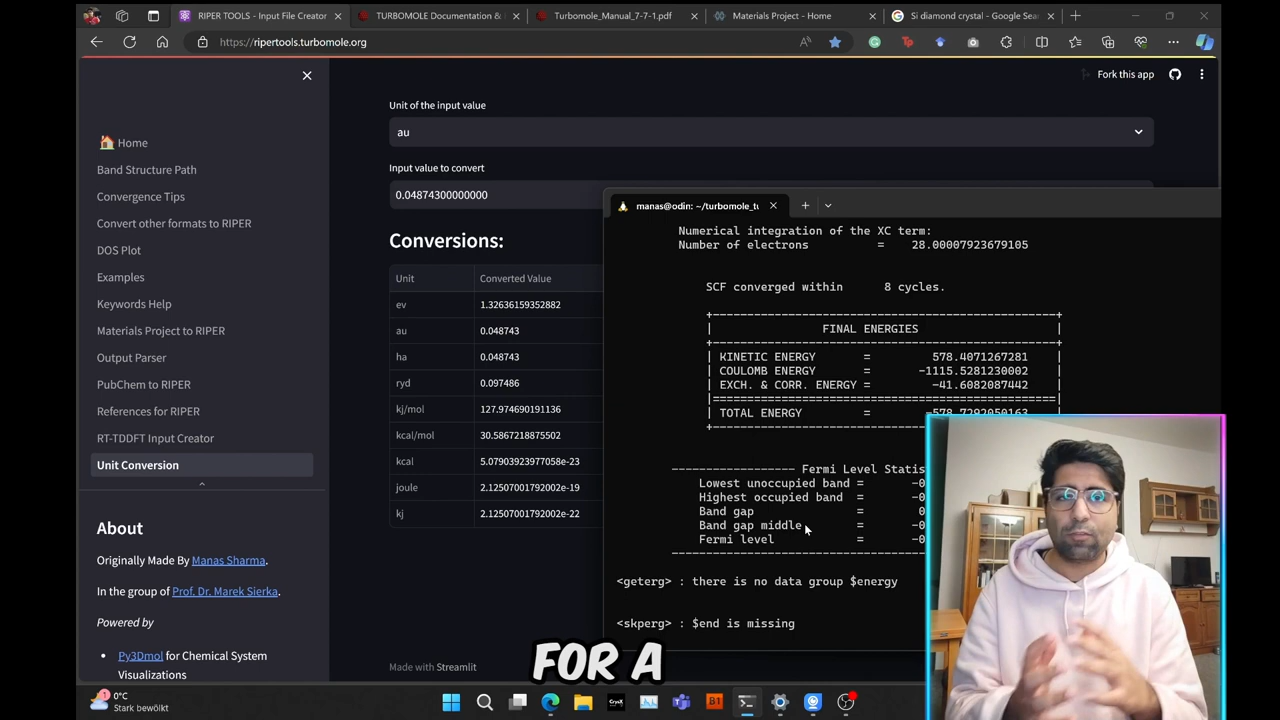 RIPER TOOLS - Input File Creator
TURBOMOLE Documentation &
Turbomole_Manual_7-7-1.pdf
Materials Project - Home
Si diamond crystal - Google Sea
https://ripertools.turbomole.org
Fork this app
Home
Band Structure Path
Convergence Tips
Convert other formats to RIPER
DOS Plot
Examples
Keywords Help
Materials Project to RIPER
Output Parser
PubChem to RIPER
References for RIPER
RT-TDDFT Input Creator
Unit Conversion
About
Originally Made By Manas Sharma.
In the group of Prof. Dr. Marek Sierka.
Powered by
Py3Dmol for Chemical System
Visualizations
Unit of the input value
au
Input value to convert
0.04874300000000
Conversions:
Unit Converted Value
ev 1.32636159352882
au 0.048743
ha 0.048743
ryd 0.097486
kj/mol 127.974690191136
kcal/mol 30.5867218875502
kcal 5.07903923977058e-23
joule 2.12507001792002e-19
kj 2.12507001792002e-22
Made with Streamlit
manas@odin: ~/turbomole_tu
Numerical integration of the XC term:
Number of electrons = 28.00007923679105
SCF converged within 8 cycles.
+--------------------------------------------------+
| FINAL ENERGIES |
+==================================================+
| KINETIC ENERGY = 578.4071267281 |
| COULOMB ENERGY = -1115.5281230002 |
| EXCH. & CORR. ENERGY = -41.6082087442 |
|==================================================|
| TOTAL ENERGY = -578.7292050163
------------------ Fermi Level Statis
Lowest unoccupied band = -0
Highest occupied band = -0
Band gap = 0
Band gap middle = -0
Fermi level = -0
<geterg> : there is no data group $energy
<skperg> : $end is missing
FOR A
0°C
Stark bewölkt